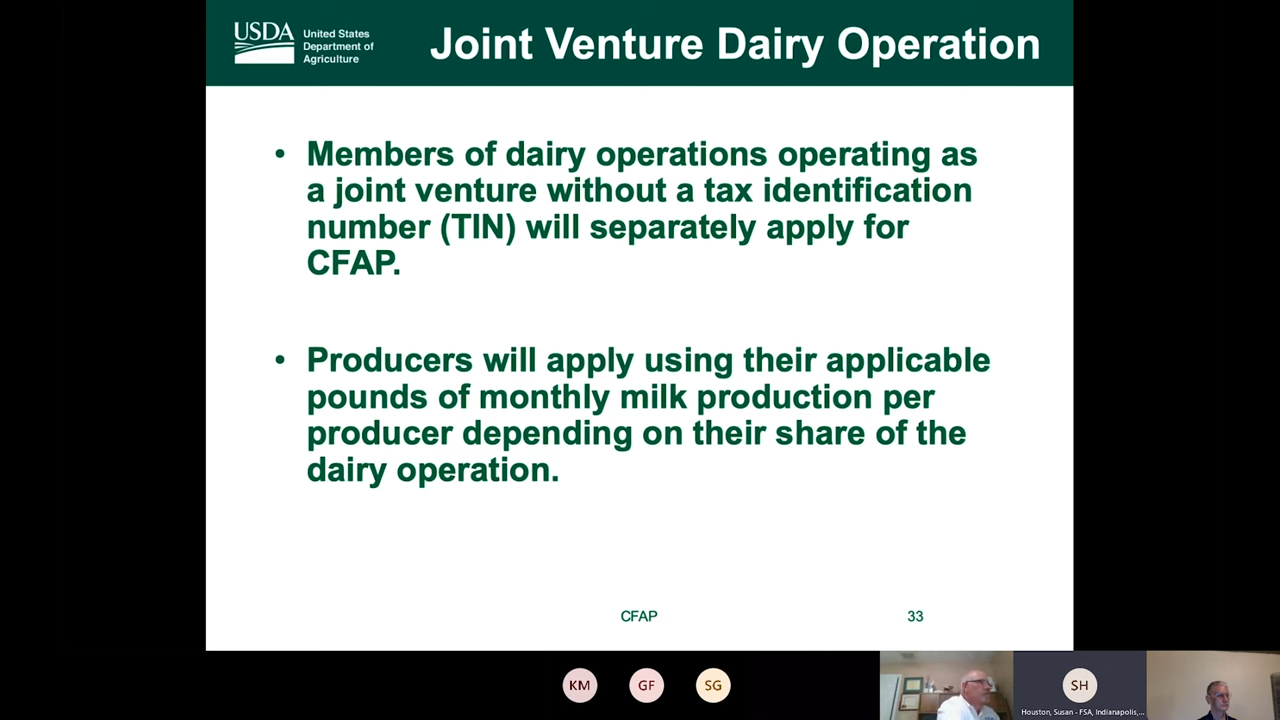 USDA
United States
Department of
Agriculture
Joint Venture Dairy Operation
• Members of dairy operations operating as
a joint venture without a tax identification
number (TIN) will separately apply for
CFAP.
• Producers will apply using their applicable
pounds of monthly milk production per
producer depending on their share of the
dairy operation.
CFAP
33
KM
GF
SG
SH
Houston, Susan - FSA, Indianapolis,...